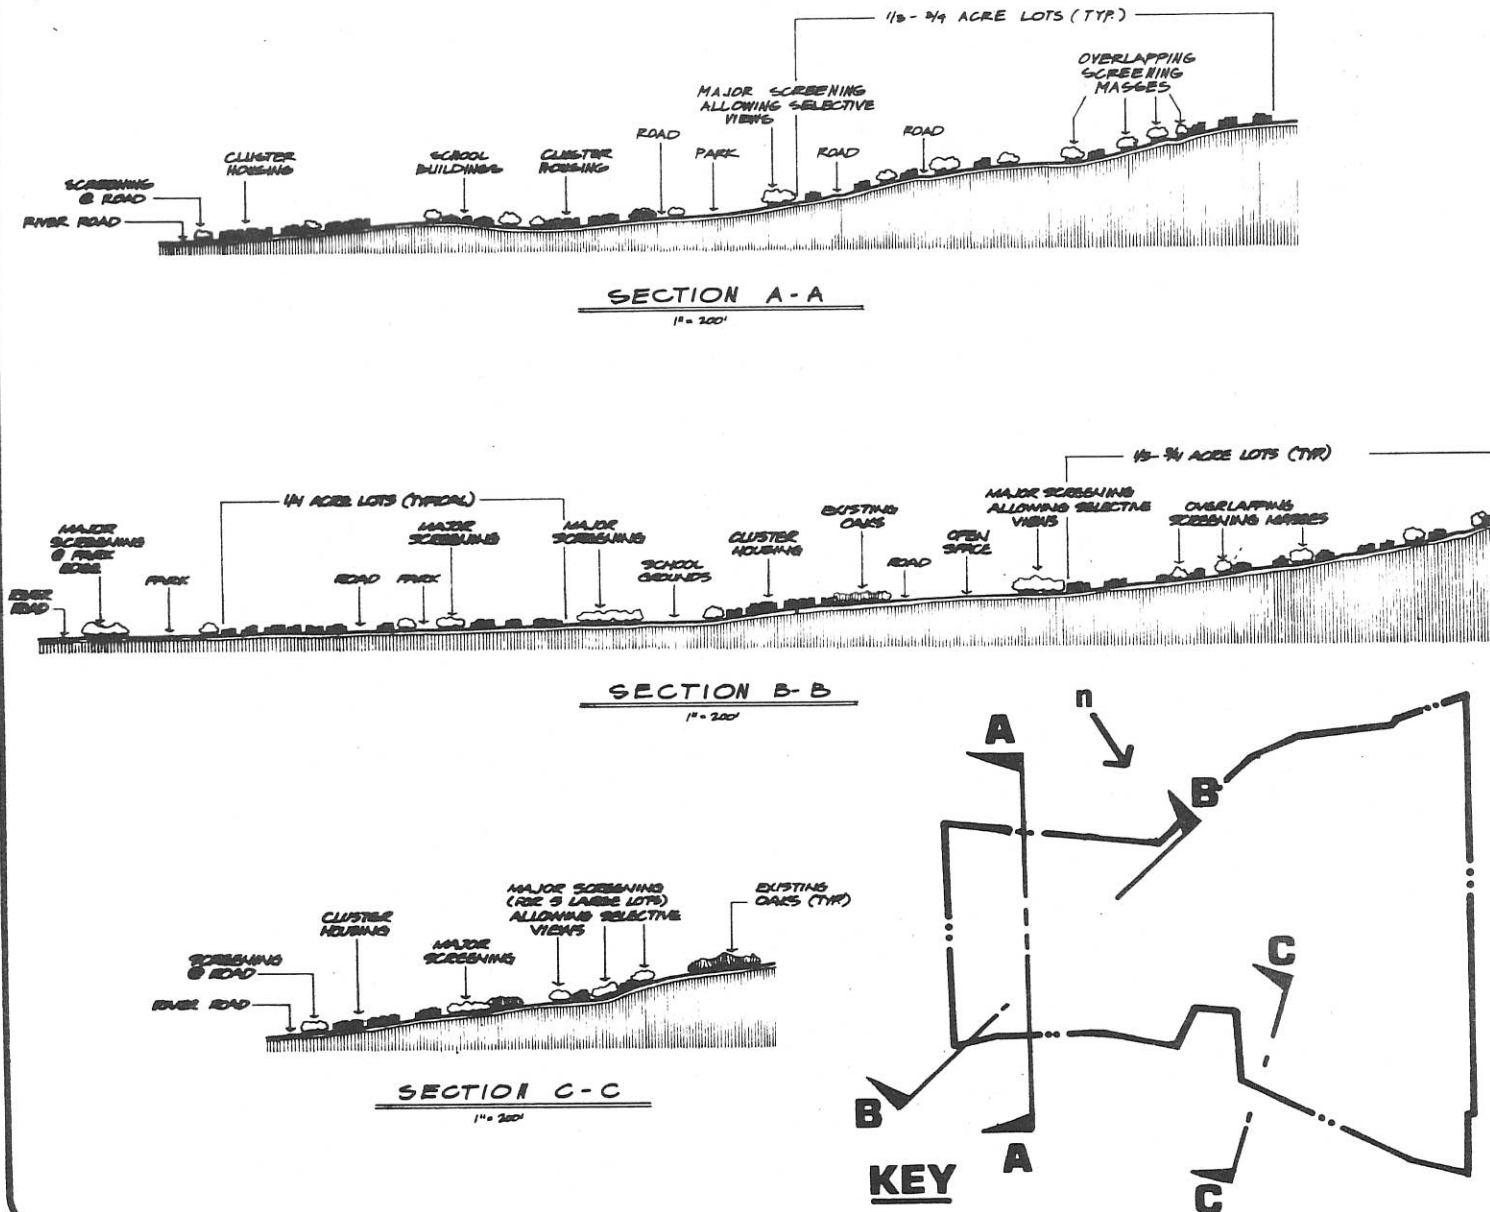 1/3 - 3/4 ACRE LOTS (TYP.)
OVERLAPPING
SCREENING
MASSES
MAJOR SCREENING
ALLOWING SELECTIVE
VIEWS
ROAD
PARK
ROAD
ROAD
CLUSTER
HOUSING
SCHOOL
BUILDINGS
CLUSTER
HOUSING
SCREENING
@ ROAD
RIVER ROAD
SECTION A-A
1" = 200'
1/3 - 3/4 ACRE LOTS (TYP)
1/4 ACRE LOTS (TYPICAL)
MAJOR
SCREENING
@ PARK
EDGE
RIVER
ROAD
PARK
ROAD
PARK
MAJOR
SCREENING
MAJOR
SCREENING
SCHOOL
GROUNDS
CLUSTER
HOUSING
EXISTING
OAKS
ROAD
OPEN
SPACE
MAJOR SCREENING
ALLOWING SELECTIVE
VIEWS
OVERLAPPING
SCREENING MASSES
SECTION B-B
1" = 200'
SCREENING
@ ROAD
RIVER ROAD
CLUSTER
HOUSING
MAJOR
SCREENING
MAJOR SCREENING
(FOR 5 LARGE LOTS)
ALLOWING SELECTIVE
VIEWS
EXISTING
OAKS (TYP)
SECTION C-C
1" = 200'
n
A
B
C
B
A
C
KEY